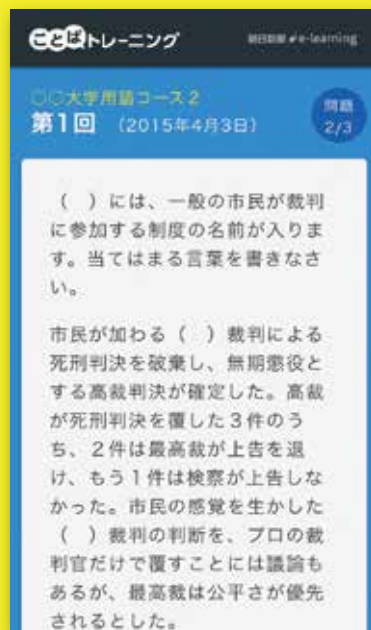 ことばトレーニング
朝日新聞 e-learning
〇〇大学用語コース2
第1回 (2015年4月3日)
問題
2/3
( )には、一般の市民が裁判
に参加する制度の名前が入りま
す。当てはまる言葉を書きなさ
い。
市民が加わる( )裁判による
死刑判決を破棄し、無期懲役と
する高裁判決が確定した。高裁
が死刑判決を覆した3件のう
ち、2件は最高裁が上告を退
け、もう1件は検察が上告しな
かった。市民の感覚を生かした
( )裁判の判断を、プロの裁
判官だけで覆すことには議論も
あるが、最高裁は公平さが優先
されるとした。